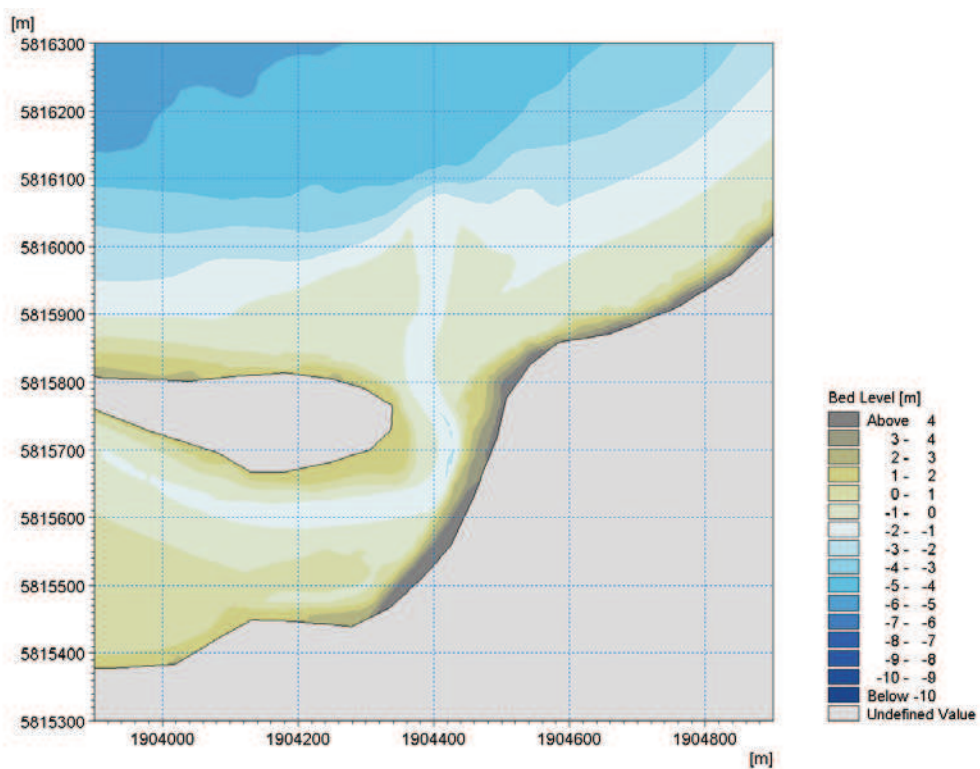 [m]
5816300
5816200
5816100
5816000
5815900
5815800
5815700
5815600
5815500
5815400
5815300
1904000 1904200 1904400 1904600 1904800
[m]
Bed Level [m]
Above 4
3 - 4
2 - 3
1 - 2
0 - 1
-1 - 0
-2 - -1
-3 - -2
-4 - -3
-5 - -4
-6 - -5
-7 - -6
-8 - -7
-9 - -8
-10 - -9
Below -10
Undefined Value